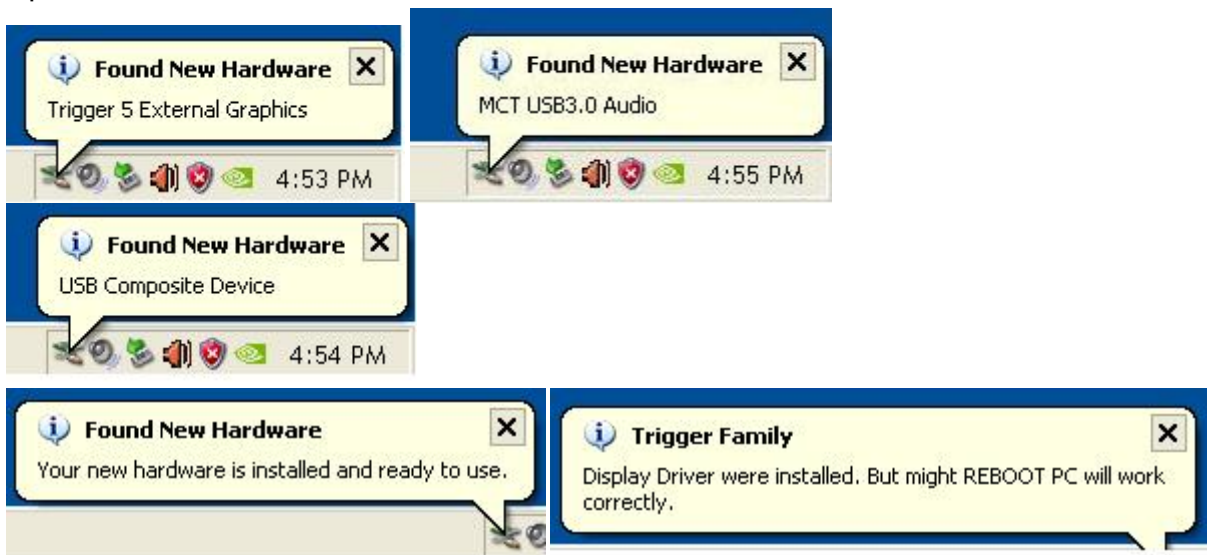 Found New Hardware
Trigger 5 External Graphics
4:53 PM
Found New Hardware
MCT USB3.0 Audio
4:55 PM
Found New Hardware
USB Composite Device
4:54 PM
Found New Hardware
Your new hardware is installed and ready to use.
Trigger Family
Display Driver were installed. But might REBOOT PC will work
correctly.